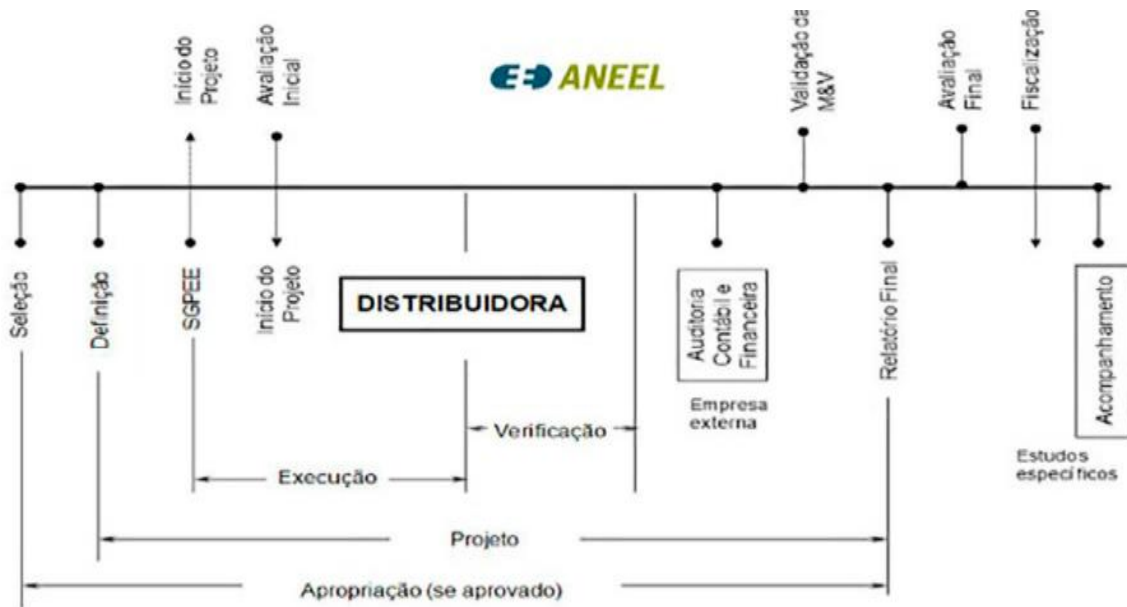 Início do
Projeto
Avaliação
Inicial
ANEEL
Validação da
M&V
Avaliação
Final
Fiscalização
Seleção
Definição
SGPEE
Início do
Projeto
DISTRIBUIDORA
Auditoria
Contábil e
Financeira
Empresa
externa
Relatório Final
Acompanhamento
Estudos
específicos
Verificação
Execução
Projeto
Apropriação (se aprovado)